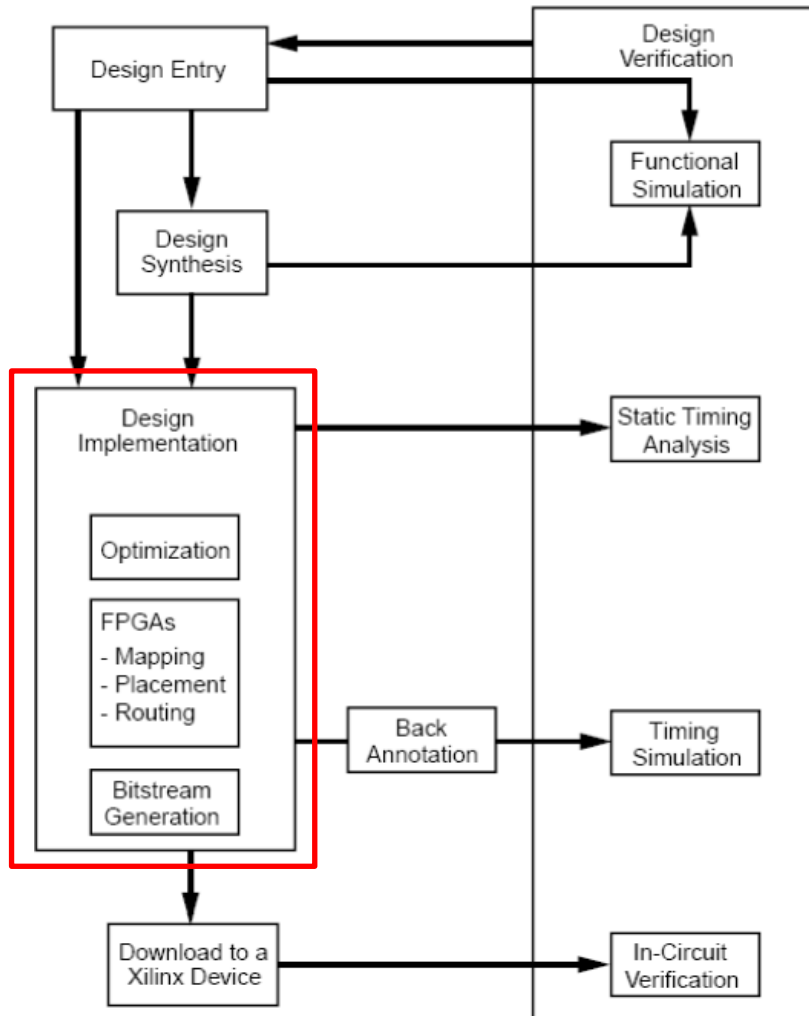 Design Entry
Design
Verification
Functional
Simulation
Design
Synthesis
Design
Implementation
Static Timing
Analysis
Optimization
FPGAs
- Mapping
- Placement
- Routing
Back
Annotation
Timing
Simulation
Bitstream
Generation
Download to a
Xilinx Device
In-Circuit
Verification